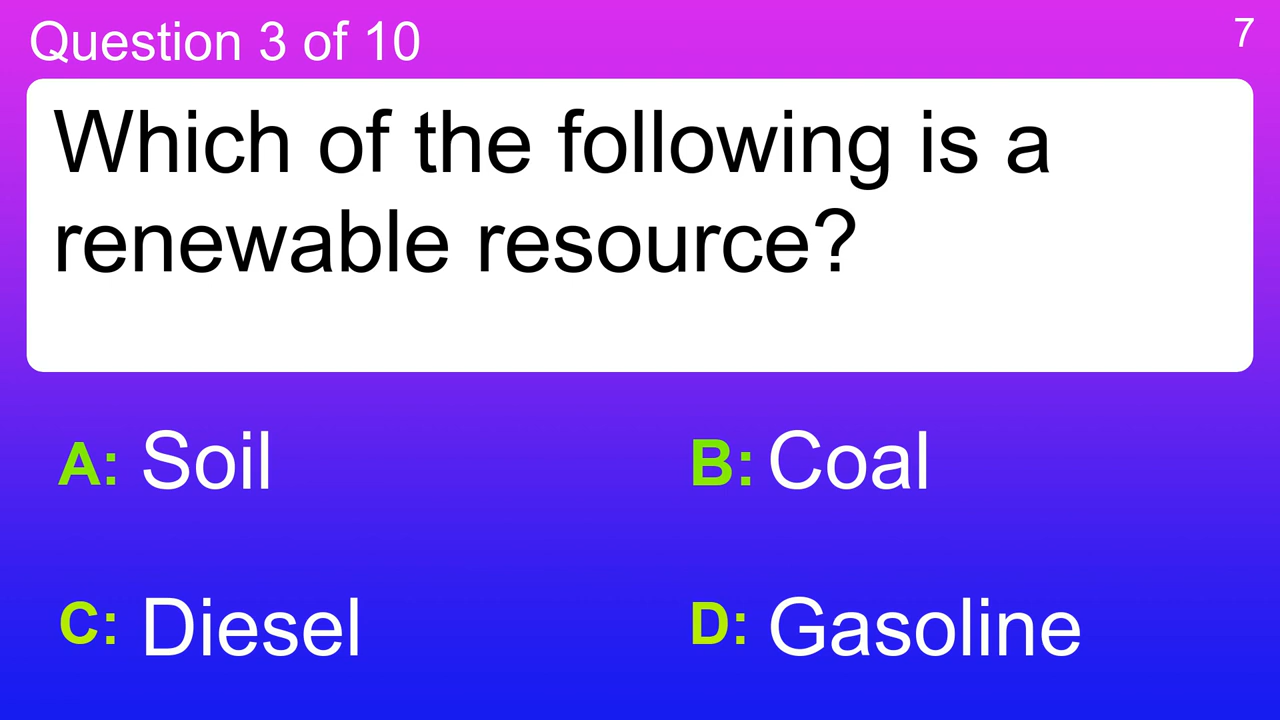 Question 3 of 10
7
Which of the following is a
renewable resource?
A: Soil
B: Coal
C: Diesel
D: Gasoline